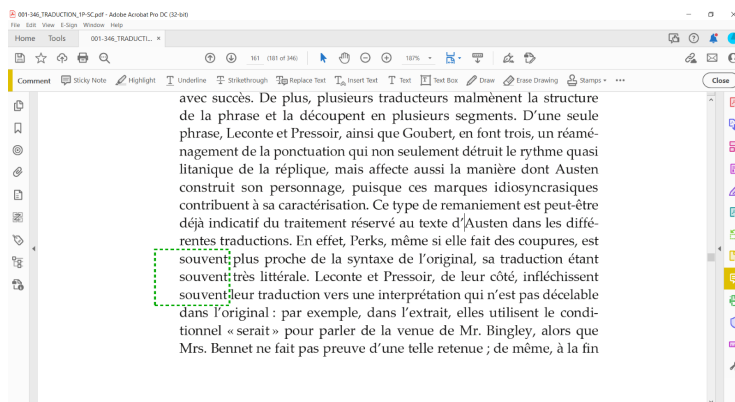 001-346_TRADUCTION_1P-SC.pdf - Adobe Acrobat Pro DC (32-bit)
File Edit View E-Sign Window Help
Home Tools 001-346_TRADUCTI... ×
161 (181 of 346) 187%
Comment Sticky Note Highlight Underline Strikethrough Replace Text Insert Text Text Text Box Draw Erase Drawing Stamps Close
avec succès. De plus, plusieurs traducteurs malmènent la structure
de la phrase et la découpent en plusieurs segments. D’une seule
phrase, Leconte et Pressoir, ainsi que Goubert, en font trois, un réamé-
nagement de la ponctuation qui non seulement détruit le rythme quasi
litanique de la réplique, mais affecte aussi la manière dont Austen
construit son personnage, puisque ces marques idiosyncrasiques
contribuent à sa caractérisation. Ce type de remaniement est peut-être
déjà indicatif du traitement réservé au texte d’Austen dans les diffé-
rentes traductions. En effet, Perks, même si elle fait des coupures, est
souvent plus proche de la syntaxe de l’original, sa traduction étant
souvent très littérale. Leconte et Pressoir, de leur côté, infléchissent
souvent leur traduction vers une interprétation qui n’est pas décelable
dans l’original : par exemple, dans l’extrait, elles utilisent le condi-
tionnel « serait » pour parler de la venue de Mr. Bingley, alors que
Mrs. Bennet ne fait pas preuve d’une telle retenue ; de même, à la fin